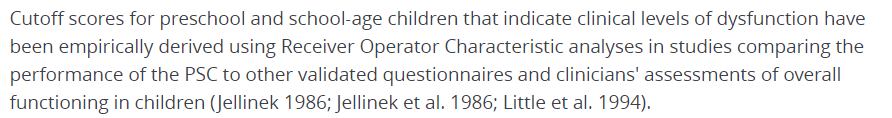 Cutoff scores for preschool and school-age children that indicate clinical levels of dysfunction have
been empirically derived using Receiver Operator Characteristic analyses in studies comparing the
performance of the PSC to other validated questionnaires and clinicians' assessments of overall
functioning in children (Jellinek 1986; Jellinek et al. 1986; Little et al. 1994).